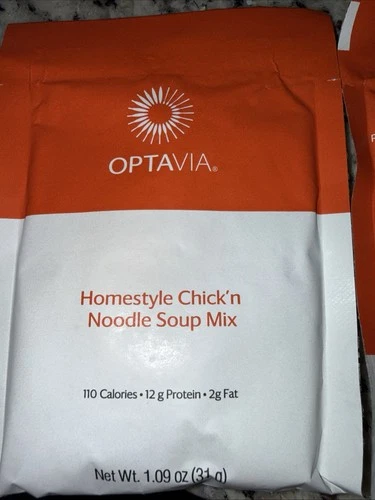 OPTAVIA®
Homestyle Chick'n
Noodle Soup Mix
110 Calories • 12 g Protein • 2g Fat
Net Wt. 1.09 oz (31 g)